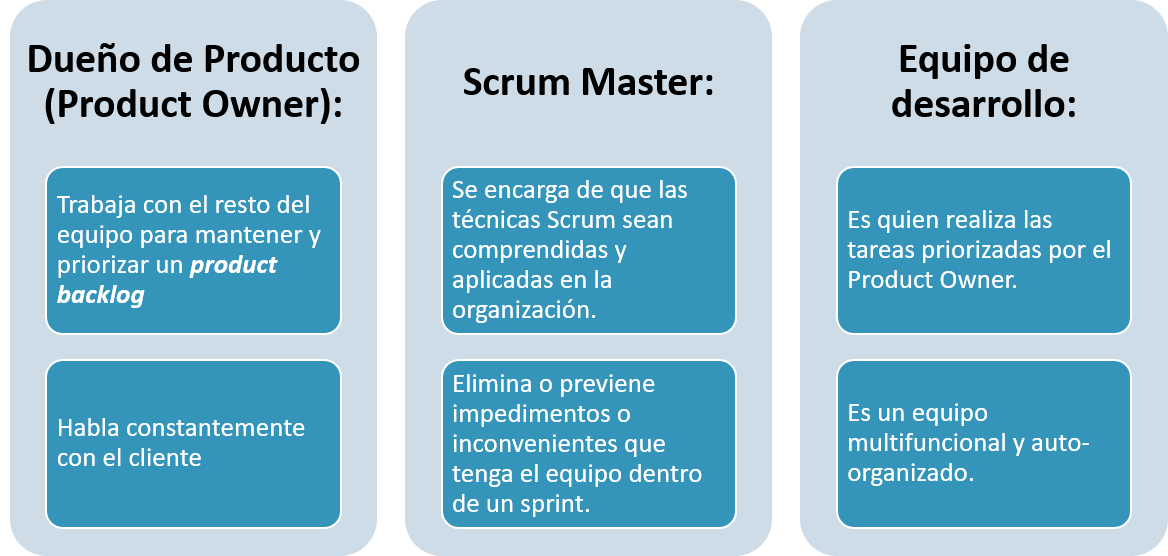 Dueño de Producto
(Product Owner):
Trabaja con el resto del
equipo para mantener y
priorizar un product
backlog
Habla constantemente
con el cliente
Scrum Master:
Se encarga de que las
técnicas Scrum sean
comprendidas y
aplicadas en la
organización.
Elimina o previene
impedimentos o
inconvenientes que
tenga el equipo dentro
de un sprint.
Equipo de
desarrollo:
Es quien realiza las
tareas priorizadas por el
Product Owner.
Es un equipo
multifuncional y auto-
organizado.